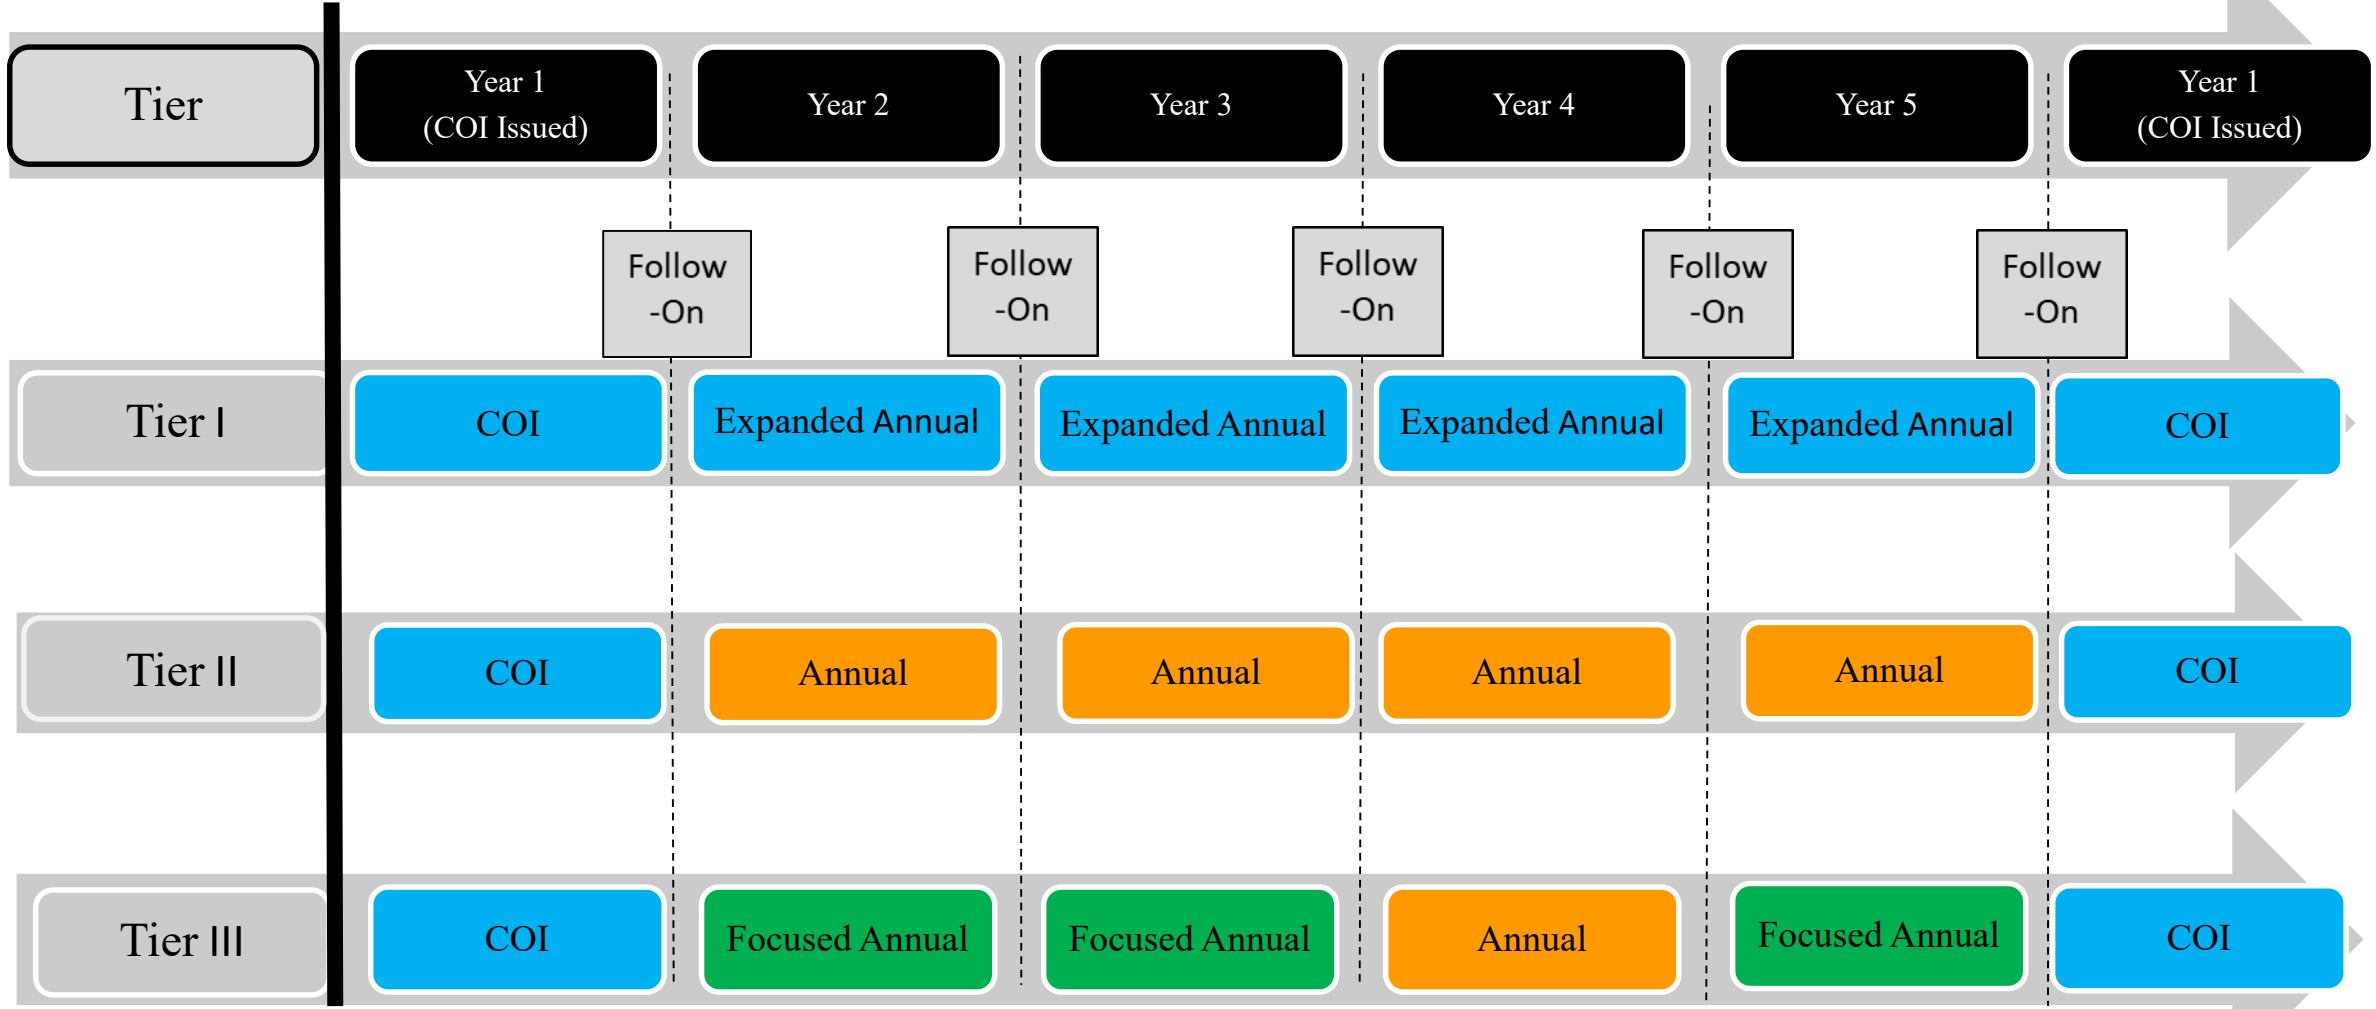 Tier
Year 1
(COI Issued)
Year 2
Year 3
Year 4
Year 5
Year 1
(COI Issued)
Follow
-On
Follow
-On
Follow
-On
Follow
-On
Follow
-On
Tier I
COI
Expanded Annual
Expanded Annual
Expanded Annual
Expanded Annual
COI
Tier II
COI
Annual
Annual
Annual
Annual
COI
Tier III
COI
Focused Annual
Focused Annual
Annual
Focused Annual
COI